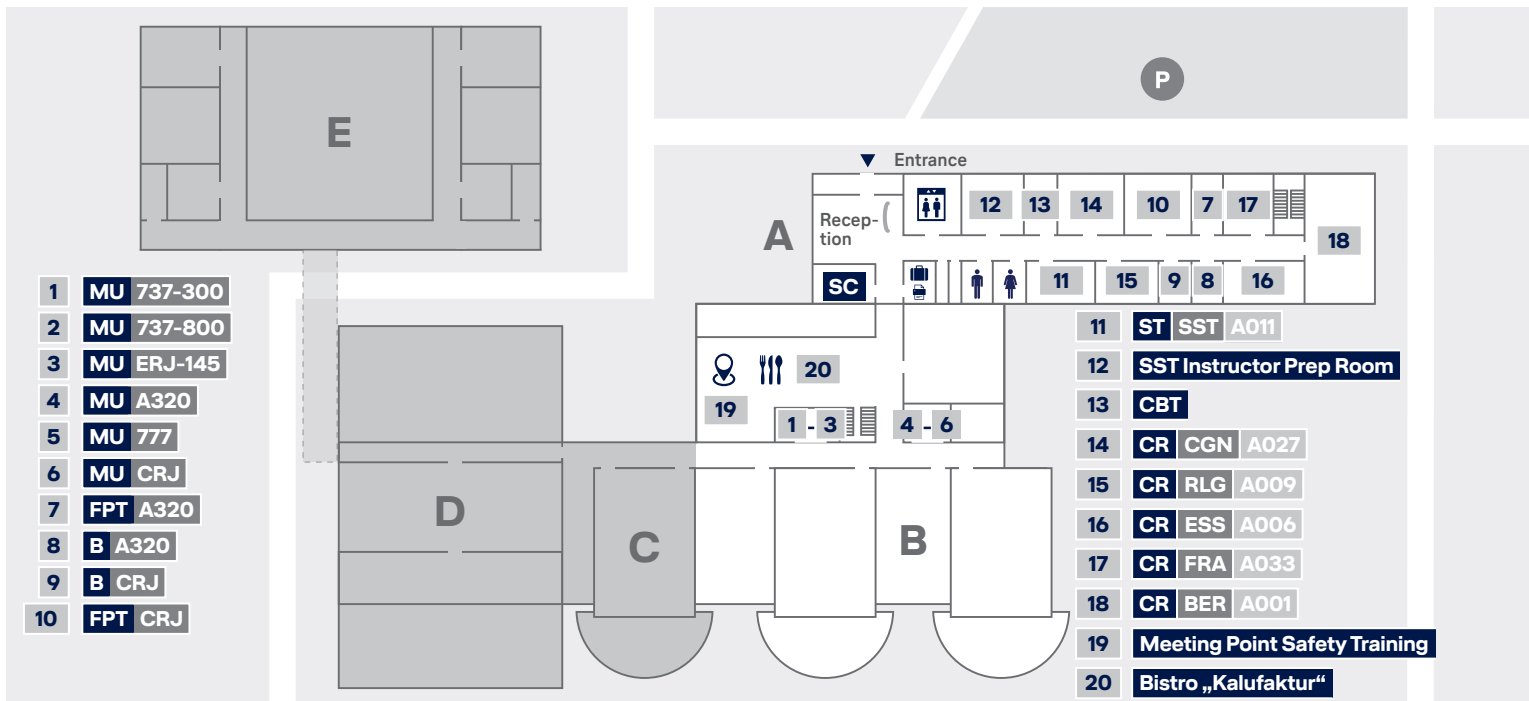 P
E
Entrance
12 13 14 10 7 17
A
Recep-
tion
18
SC
11 15 9 8 16
1 MU 737-300
2 MU 737-800
3 MU ERJ-145
4 MU A320
5 MU 777
6 MU CRJ
7 FPT A320
8 B A320
9 B CRJ
10 FPT CRJ
20
19
1 - 3 4 - 6
D
C
B
11 ST SST A011
12 SST Instructor Prep Room
13 CBT
14 CR CGN A027
15 CR RLG A009
16 CR ESS A006
17 CR FRA A033
18 CR BER A001
19 Meeting Point Safety Training
20 Bistro „Kalufaktur“